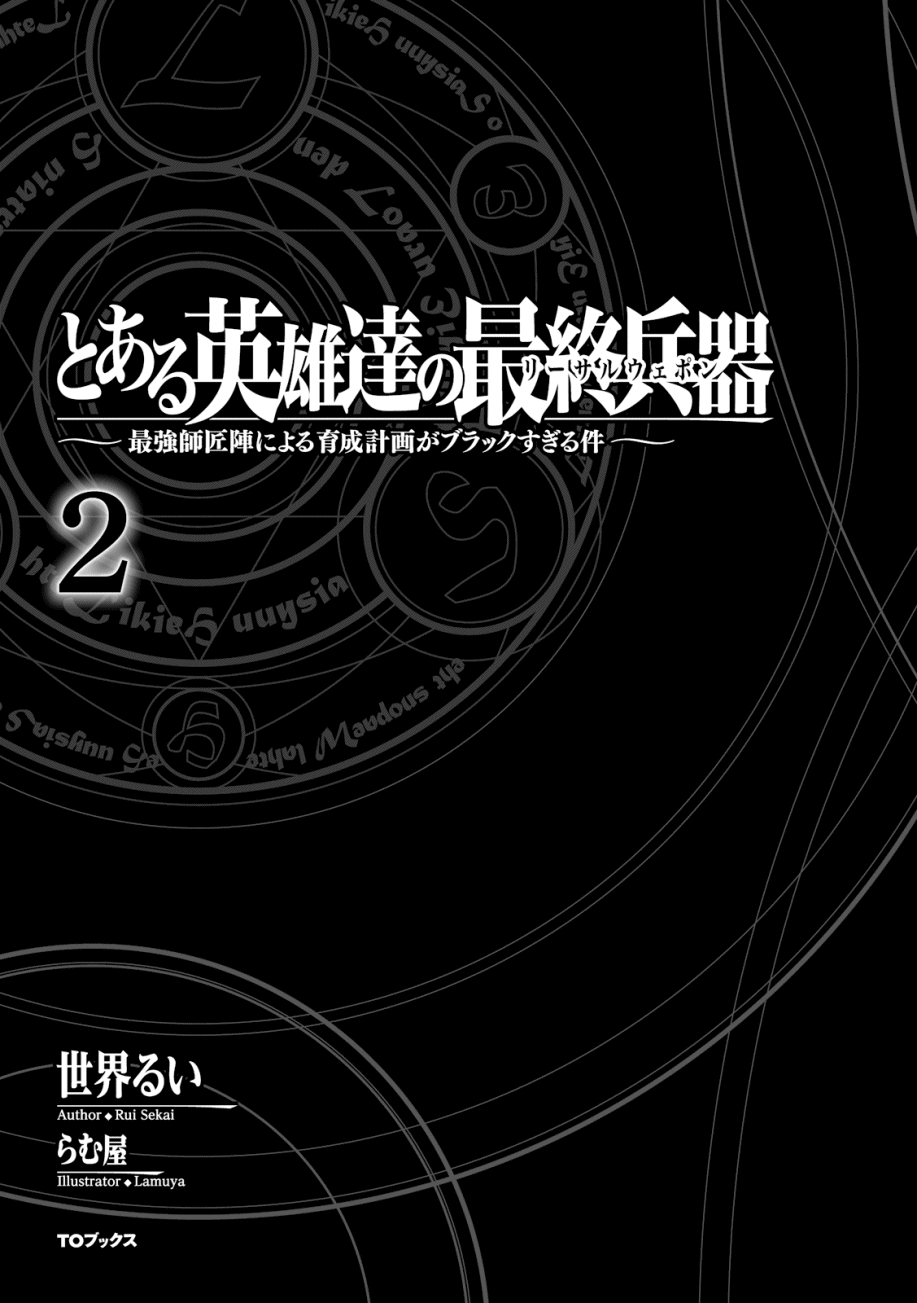 とある英雄達の最終兵器
リーサルウェポン
～最強師匠陣による育成計画がブラックすぎる件～
2
世界るい
Author◆Rui Sekai
らむ屋
Illustrator◆Lamuya
TOブックス